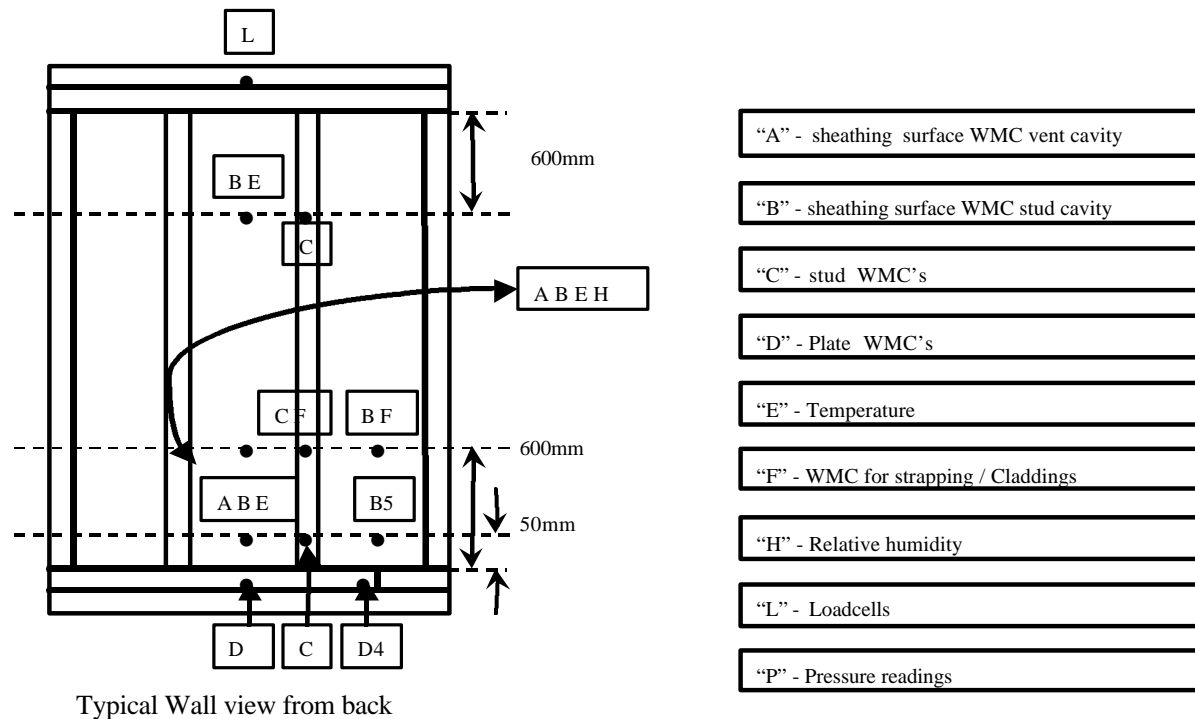 L
600mm
B E
C
A B E H
C F
B F
600mm
A B E
B5
50mm
D
C
D4
Typical Wall view from back
“A” - sheathing surface WMC vent cavity
“B” - sheathing surface WMC stud cavity
“C” - stud WMC’s
“D” - Plate WMC’s
“E” - Temperature
“F” - WMC for strapping / Claddings
“H” - Relative humidity
“L” - Loadcells
“P” - Pressure readings